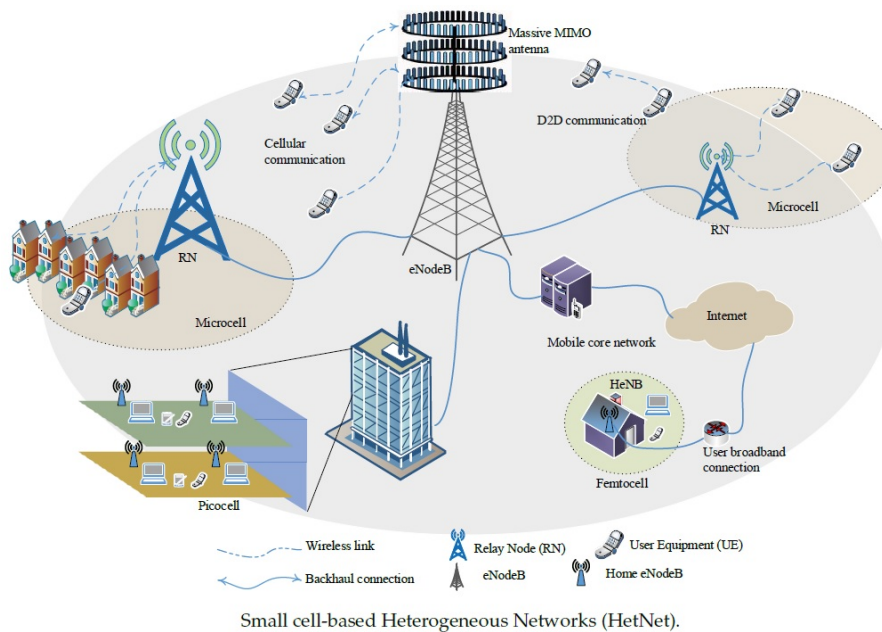 Massive MIMO
antenna
Cellular
communication
D2D communication
RN
Microcell
RN
Microcell
eNodeB
Mobile core network
Internet
HeNB
User broadband
connection
Femtocell
Picocell
Wireless link
Relay Node (RN)
User Equipment (UE)
Backhaul connection
eNodeB
Home eNodeB
Small cell-based Heterogeneous Networks (HetNet).